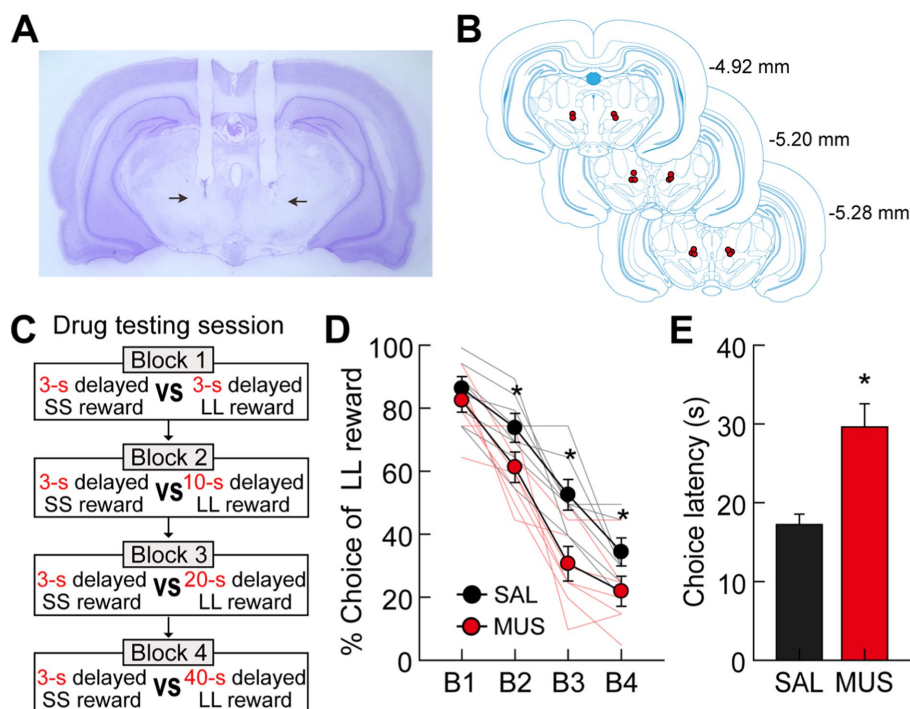 A
B
-4.92 mm
-5.20 mm
-5.28 mm
C Drug testing session
Block 1
3-s delayed VS 3-s delayed
SS reward LL reward
Block 2
3-s delayed VS 10-s delayed
SS reward LL reward
Block 3
3-s delayed VS 20-s delayed
SS reward LL reward
Block 4
3-s delayed VS 40-s delayed
SS reward LL reward
D
% Choice of LL reward
100
80
60
40
20
0
*
*
*
SAL
MUS
B1 B2 B3 B4
E
Choice latency (s)
40
30
20
10
0
*
SAL MUS